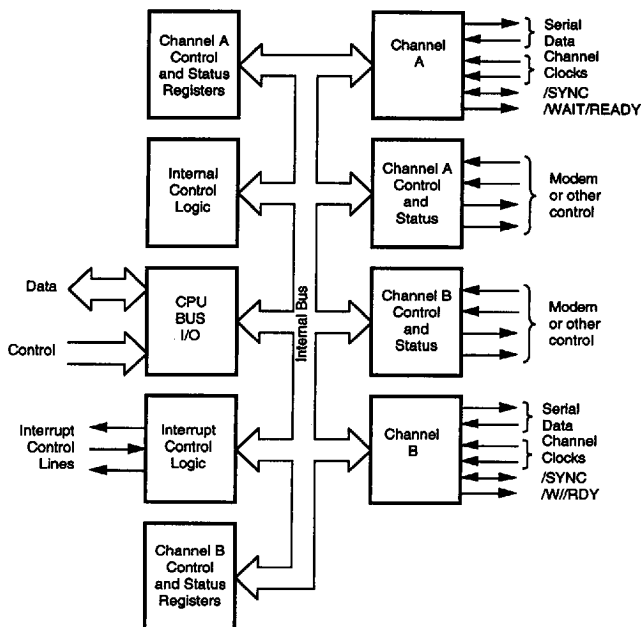 Channel A
Control
and Status
Registers
Channel
A
Serial
Data
Channel
Clocks
/SYNC
/WAIT/READY
Internal
Control
Logic
Channel A
Control
and
Status
Modem
or other
control
Data
Control
CPU
BUS
I/O
Internal Bus
Channel B
Control
and
Status
Modem
or other
control
Interrupt
Control
Lines
Interrupt
Control
Logic
Channel
B
Serial
Data
Channel
Clocks
/SYNC
/W//RDY
Channel B
Control
and Status
Registers